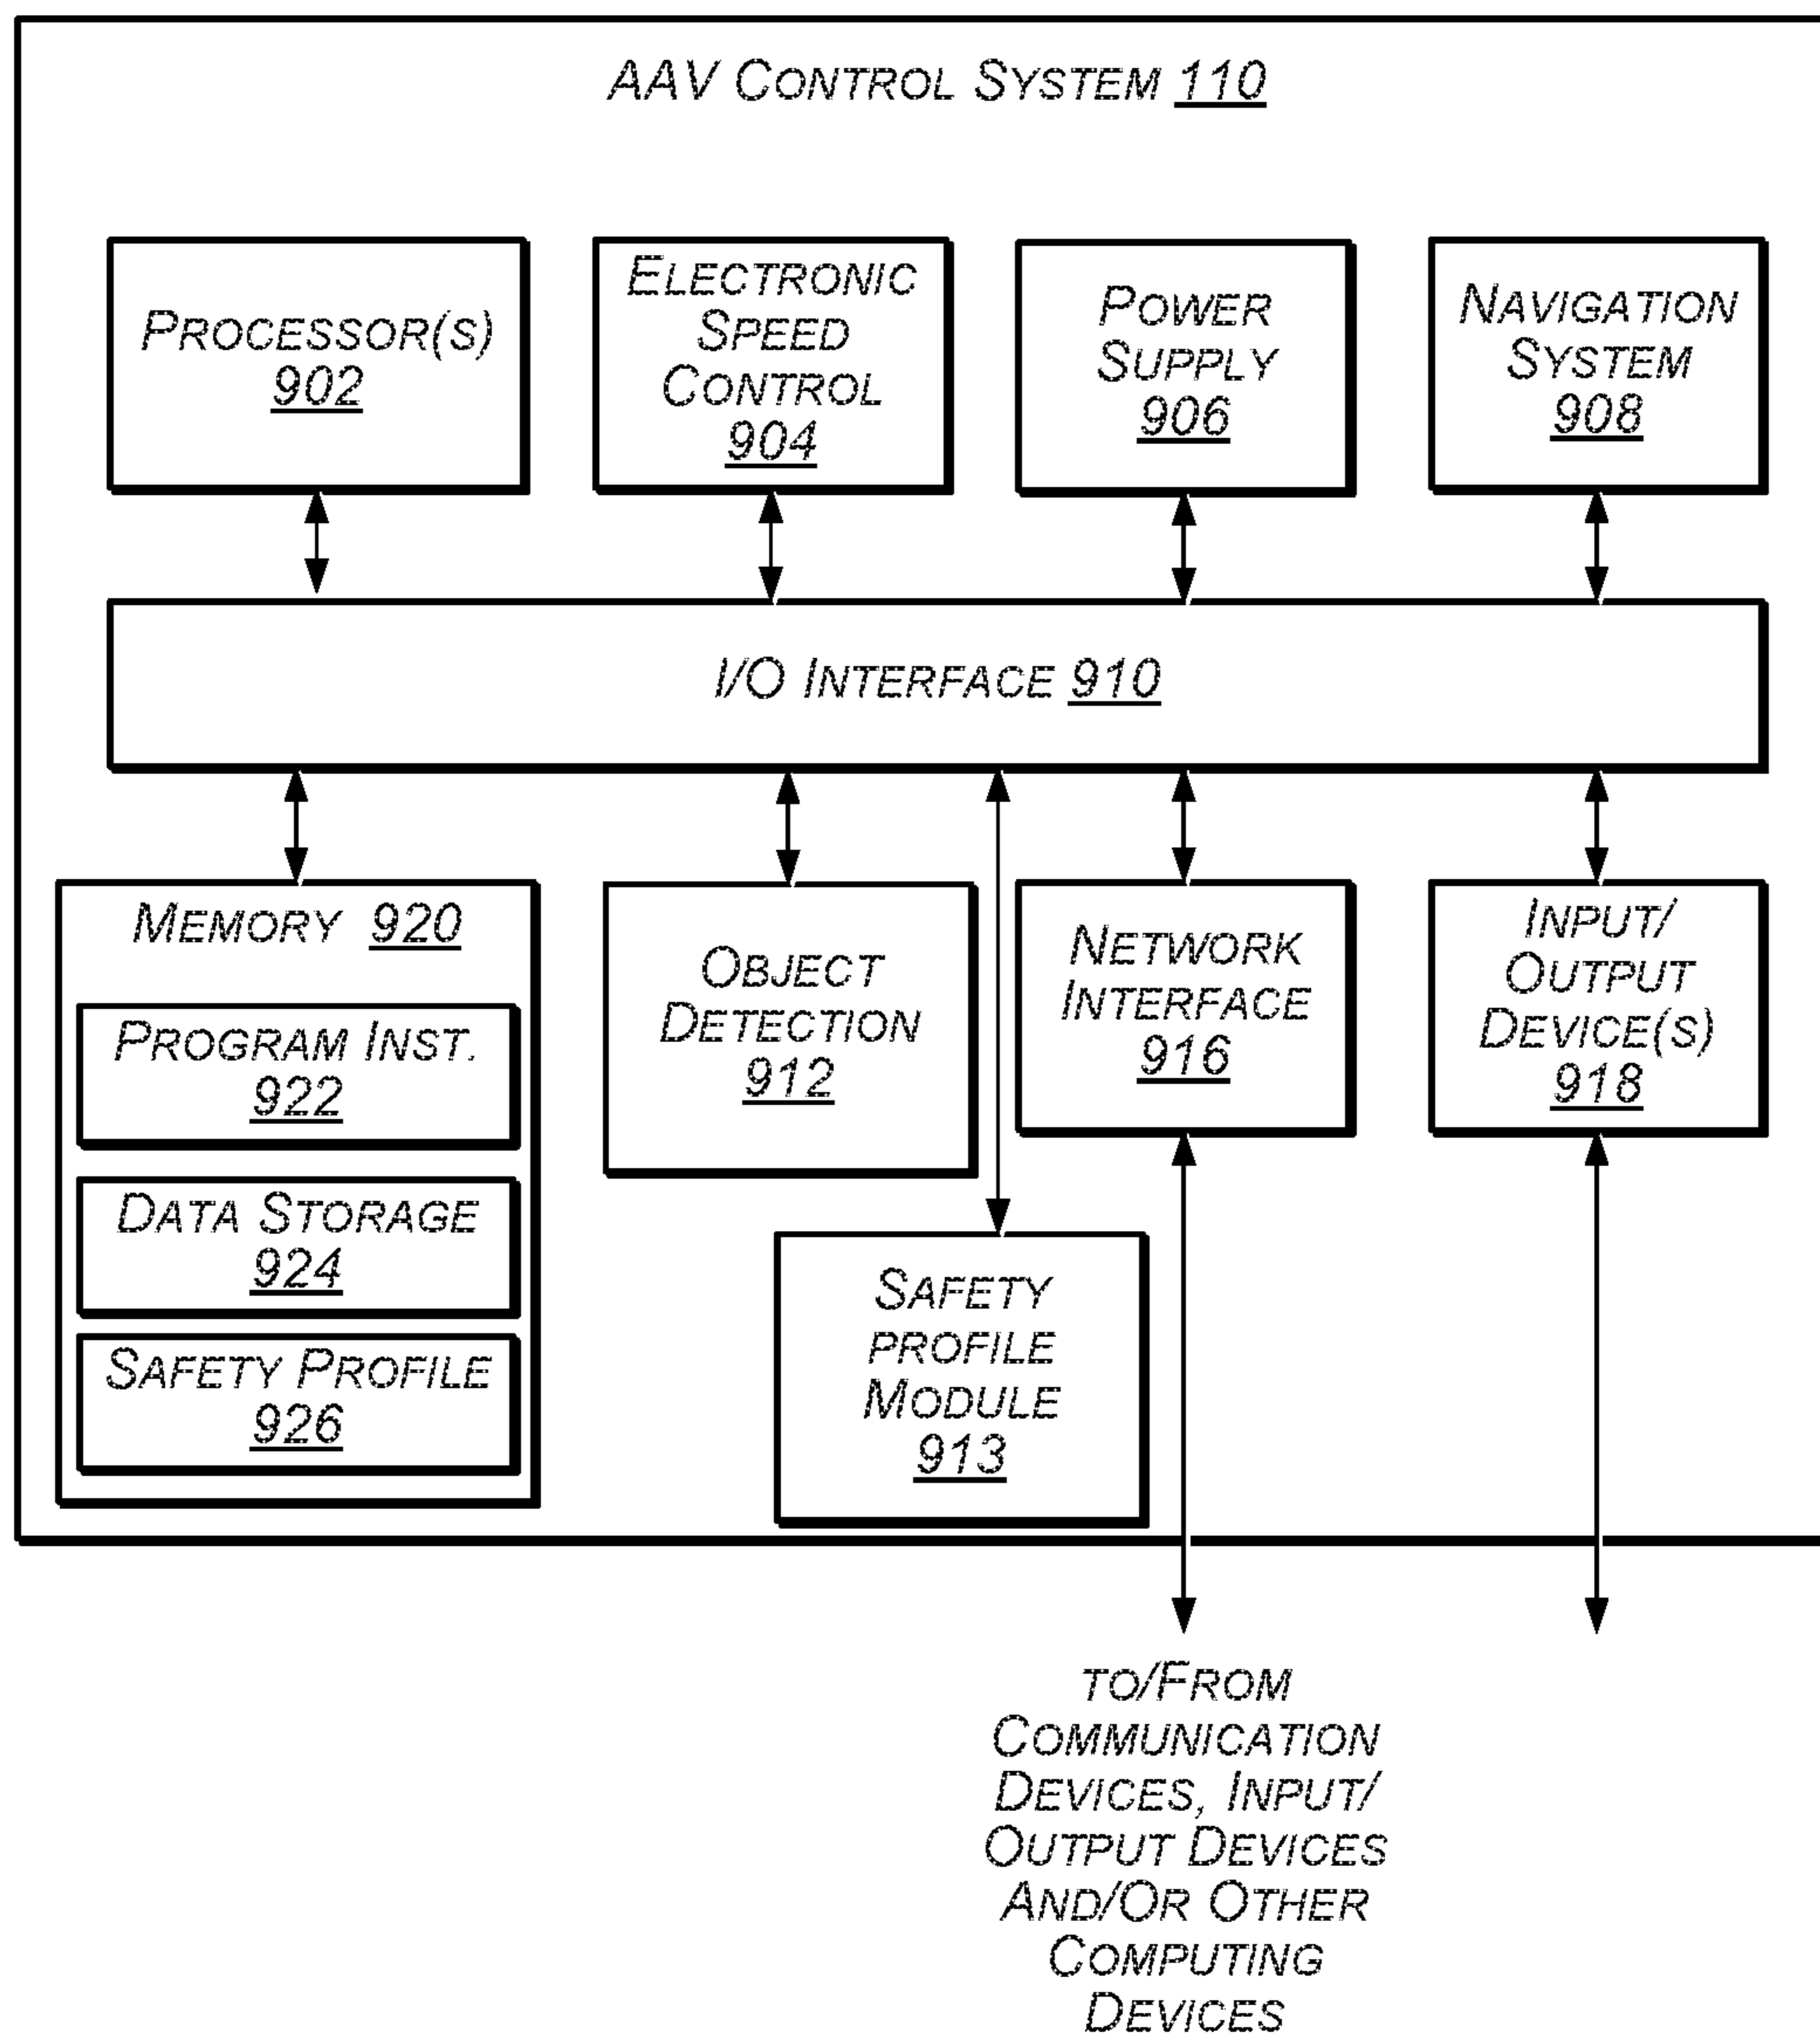 AAV CONTROL SYSTEM 110
PROCESSOR(S)
902
ELECTRONIC
SPEED
CONTROL
904
POWER
SUPPLY
906
NAVIGATION
SYSTEM
908
I/O INTERFACE 910
MEMORY 920
PROGRAM INST.
922
DATA STORAGE
924
SAFETY PROFILE
926
OBJECT
DETECTION
912
SAFETY
PROFILE
MODULE
913
NETWORK
INTERFACE
916
INPUT/
OUTPUT
DEVICE(S)
918
TO/FROM
COMMUNICATION
DEVICES, INPUT/
OUTPUT DEVICES
AND/OR OTHER
COMPUTING
DEVICES